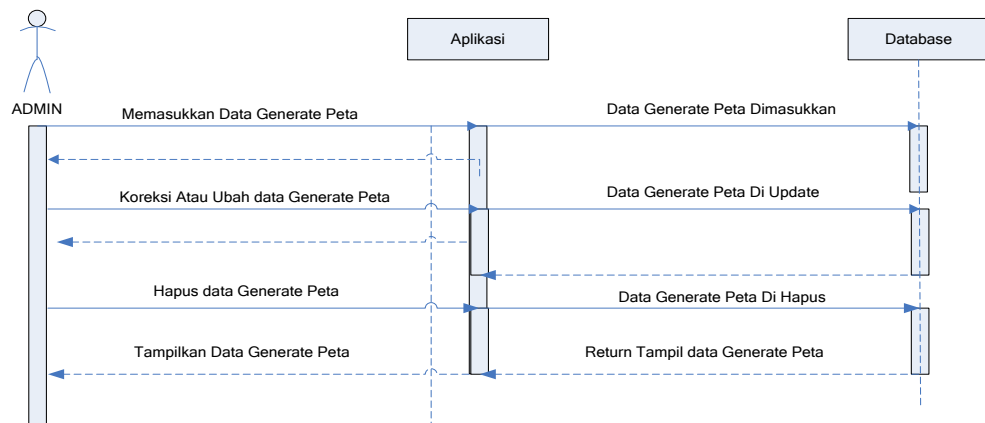 Aplikasi
Database
ADMIN
Memasukkan Data Generate Peta
Data Generate Peta Dimasukkan
Koreksi Atau Ubah data Generate Peta
Data Generate Peta Di Update
Hapus data Generate Peta
Data Generate Peta Di Hapus
Tampilkan Data Generate Peta
Return Tampil data Generate Peta